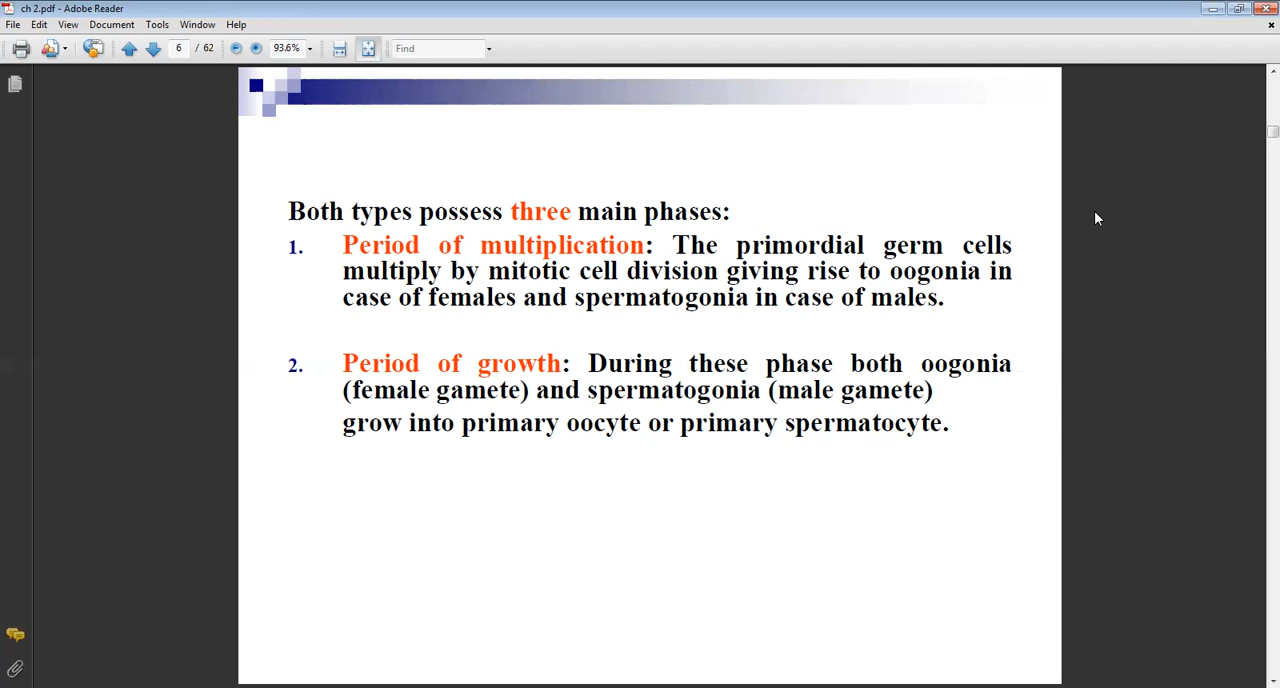 ch 2.pdf - Adobe Reader
File Edit View Document Tools Window Help
6 / 62 93.6% Find
Both types possess three main phases:
1. Period of multiplication: The primordial germ cells
multiply by mitotic cell division giving rise to oogonia in
case of females and spermatogonia in case of males.
2. Period of growth: During these phase both oogonia
(female gamete) and spermatogonia (male gamete)
grow into primary oocyte or primary spermatocyte.